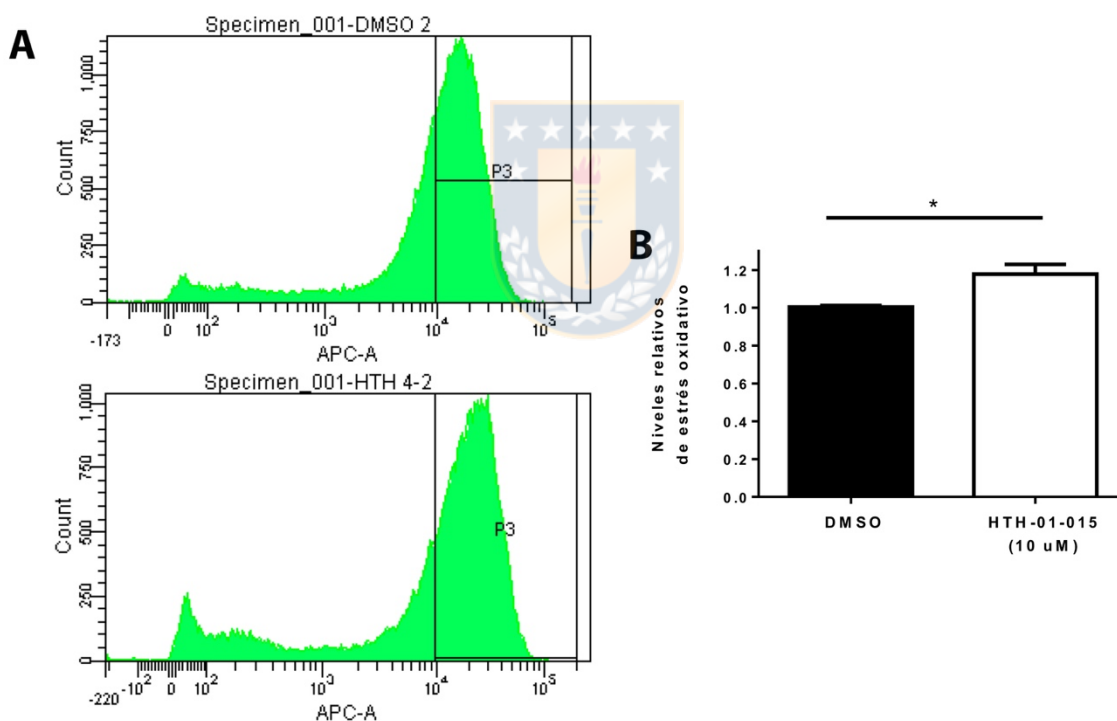 A
Specimen_001-DMSO 2
Count
1,000
750
500
250
0
P3
-173
0
10²
10³
10⁴
10⁵
APC-A
Specimen_001-HTH 4-2
Count
1,000
750
500
250
0
P3
-220
-10²
0
10²
10³
10⁴
10⁵
APC-A
B
*
Niveles relativos
de estrés oxidativo
1.2
1.0
0.8
0.6
0.4
0.2
0.0
DMSO
HTH-01-015
(10 uM)